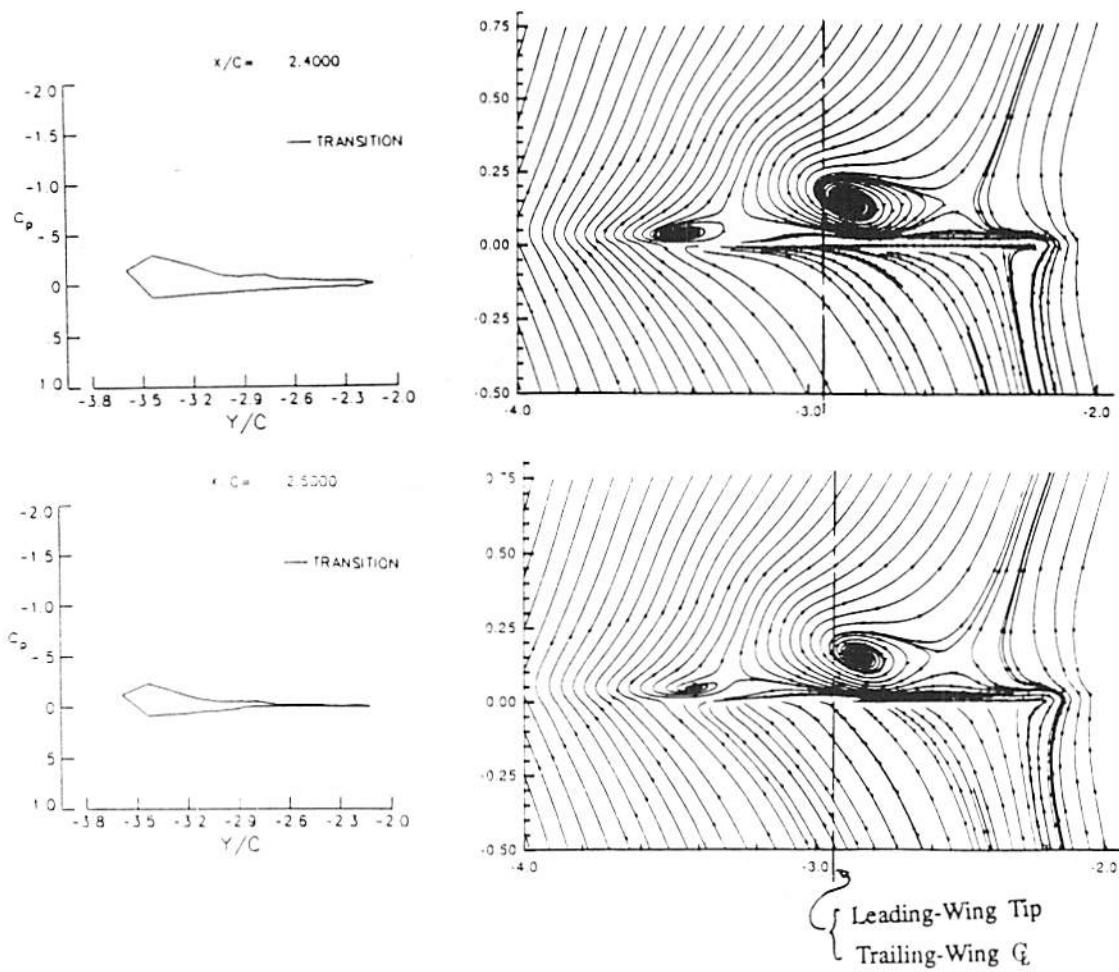 X/C = 2.4000
-2.0
-1.5
-1.0
-.5
0
.5
1.0
Cp
TRANSITION
-3.8 -3.5 -3.2 -2.9 -2.6 -2.3 -2.0
Y/C
0.75
0.50
0.25
0.00
-0.25
-0.50
-4.0 -3.0 -2.0
X C = 2.5000
-2.0
-1.5
-1.0
-.5
0
.5
1.0
Cp
TRANSITION
-3.8 -3.5 -3.2 -2.9 -2.6 -2.3 -2.0
Y/C
0.75
0.50
0.25
0.00
-0.25
-0.50
-4.0 -3.0 -2.0
Leading-Wing Tip
Trailing-Wing ℄